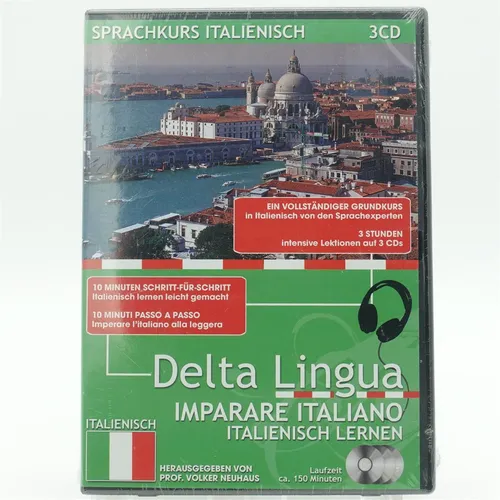 SPRACHKURS ITALIENISCH 3CD
EIN VOLLSTÄNDIGER GRUNDKURS
in Italienisch von den Sprachexperten
3 STUNDEN
intensive Lektionen auf 3 CDs
10 MINUTEN SCHRITT-FÜR-SCHRITT
Italienisch lernen leicht gemacht
10 MINUTI PASSO A PASSO
Imperare l'italiano alla leggera
Delta Lingua
IMPARARE ITALIANO
ITALIENISCH LERNEN
ITALIENISCH
HERAUSGEGEBEN VON
PROF. VOLKER NEUHAUS
Laufzeit
ca. 150 Minuten